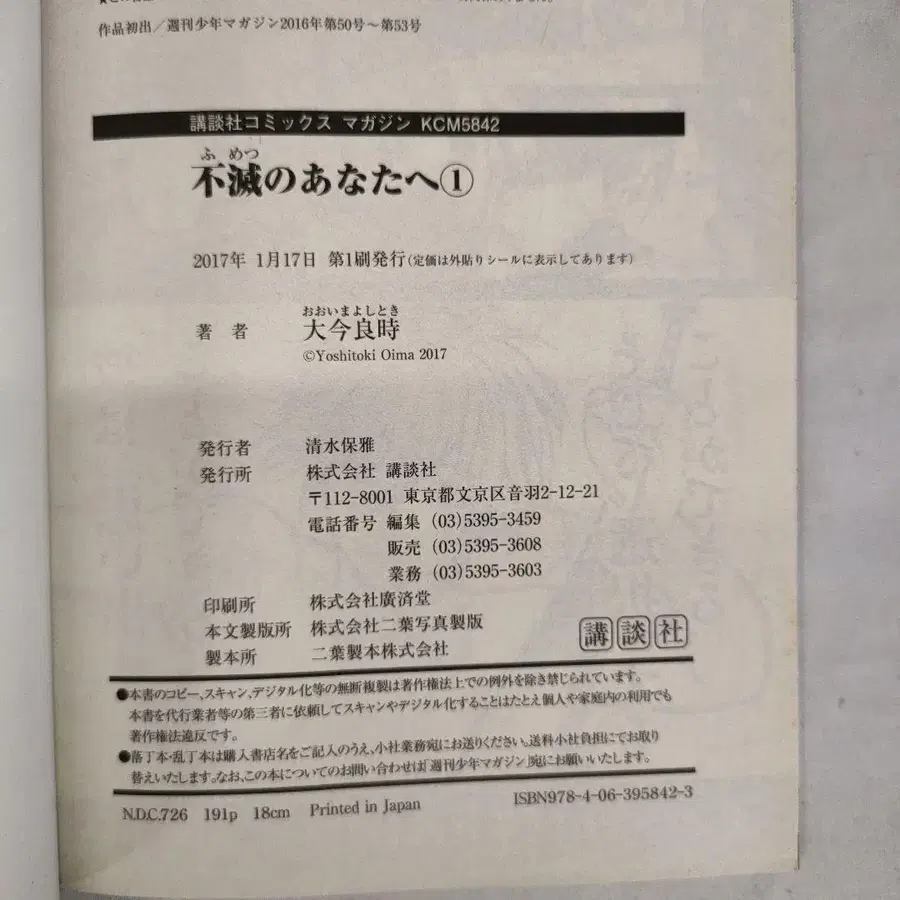 作品初出／週刊少年マガジン2016年第50号〜第53号
講談社コミックス マガジン KCM5842
ふ めつ
不滅のあなたへ①
2017年 1月17日 第1刷発行(定価は外貼りシールに表示してあります)
おおいまよしとき
著 者 大今良時
©Yoshitoki Oima 2017
発行者 清水保雅
発行所 株式会社 講談社
〒112-8001 東京都文京区音羽2-12-21
電話番号 編集 (03)5395-3459
販売 (03)5395-3608
業務 (03)5395-3603
印刷所 株式会社廣済堂
本文製版所 株式会社二葉写真製版
製本所 二葉製本株式会社
講談社
●本書のコピー、スキャン、デジタル化等の無断複製は著作権法上での例外を除き禁じられています。
本書を代行業者等の第三者に依頼してスキャンやデジタル化することはたとえ個人や家庭内の利用でも
著作権法違反です。
●落丁本・乱丁本は購入書店名をご記入のうえ、小社業務宛にお送りください。送料小社負担にてお取り
替えいたします。なお、この本についてのお問い合わせは「週刊少年マガジン」宛にお願いいたします。
N.D.C.726 191p 18cm Printed in Japan ISBN978-4-06-395842-3